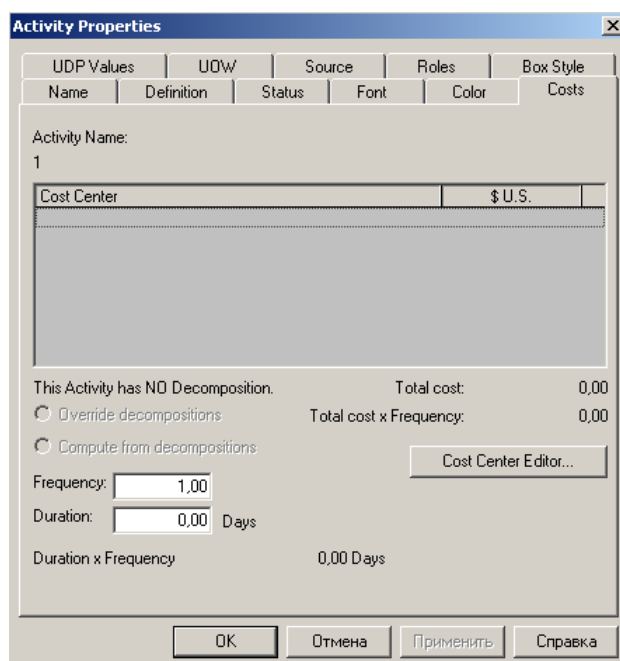 Activity Properties
UDP Values UOW Source Roles Box Style
Name Definition Status Font Color Costs
Activity Name:
1
Cost Center $ U.S.
This Activity has NO Decomposition. Total cost: 0,00
Override decompositions Total cost x Frequency: 0,00
Compute from decompositions
Cost Center Editor...
Frequency: 1,00
Duration: 0,00 Days
Duration x Frequency 0,00 Days
OK Отмена Применить Справка